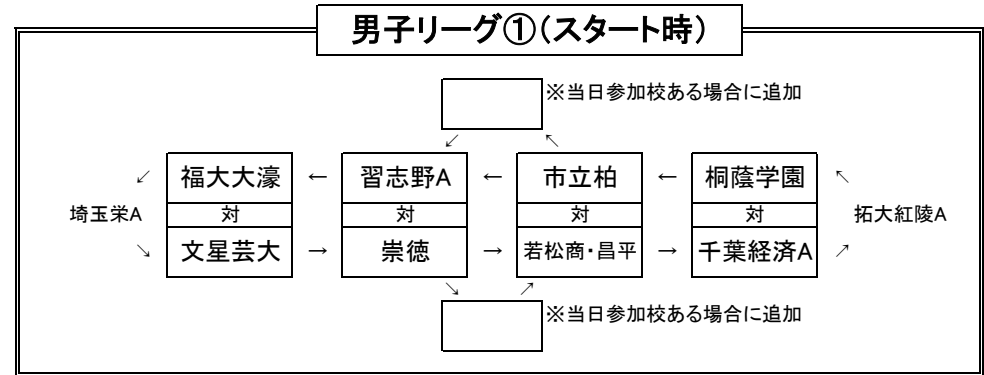 男子リーグ①(スタート時)
※当日参加校ある場合に追加
↙ ↖
↙ 福大大濠 ← 習志野A ← 市立柏 ← 桐蔭学園 ↖
埼玉栄A 対 対 対 対 拓大紅陵A
↘ 文星芸大 → 崇徳 → 若松商・昌平 → 千葉経済A ↗
↘ ↗
※当日参加校ある場合に追加